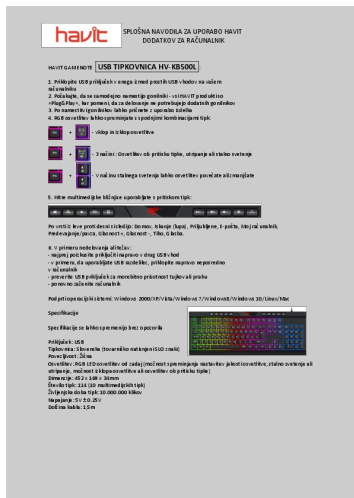 havit
SPLOŠNA NAVODILA ZA UPORABO HAVIT
DODATKOV ZA RAČUNALNIK
HAVIT GAMENOTE USB TIPKOVNICA HV-KB500L:
1. Priklopite USB priključek v enega izmed prostih USB vhodov na vašem
računalniku
2. Počakajte, da se samodejno namestijo gonilniki - vsi HAVIT produkti so
»Plug&Play«, kar pomeni, da za delovanje ne potrebujejo dodatnih gonilnikov
3. Po namestitvi gonilnikov lahko pričnete z uporabo izdelka
4. RGB osvetlitev lahko spreminjate s spodnjimi kombinacijami tipk:
+ - vklop in izklop osvetlitve
+ - 3 načini: Osvetlitev ob pritisku tipke, utripanje ali stalno svetenje
+ - V načinu stalnega svetenja lahko osvetlitev povečate ali zmanjšate
5. Hitre multimedijske bližnjice uporabljate s pritiskom tipk:
Po vrsti z leve proti desni si sledijo: Domov, Iskanje (lupa), Priljubljene, E-pošta, Moj računalnik,
Predvajanje/pavza, Glasnost+, Glasnost -, Tiho, Glasba.
6. V primeru nedelovanja ali težav:
- najprej poizkusite priključiti napravo v drug USB vhod
- v primeru, da uporabljate USB razdelilec, priklopite napravo neposredno
v računalnik
- preverite USB priključek za morebitno prisotnost tujkov ali prahu
- ponovno zaženite računalnik
Podprti operacijski sistemi: Windows 2000/XP/Vista/Windows 7/Windows8/Windows 10/Linux/Mac
Specifikacije
Specifikacije se lahko spremenijo brez opozorila
Priključek: USB
Tipkovnica: Slovenska (tovarniško natisnjeni SLO znaki)
Povezljivost: Žična
Osvetlitev: RGB LED osvetlitev od zadaj (možnost spreminjanja nastavitev jakosti osvetlitve, stalno svetenje ali
utripanje, možnost izklopa osvetlitve ali osvetlitev ob pritisku tipke)
Dimenzije: 452 x 169 x 34mm
Število tipk: 114 (10 multimedijskih tipk)
Življenjska doba tipk: 10.000.000 klikov
Napajanje: 5V ± 0.25V
Dolžina kabla: 1,5m